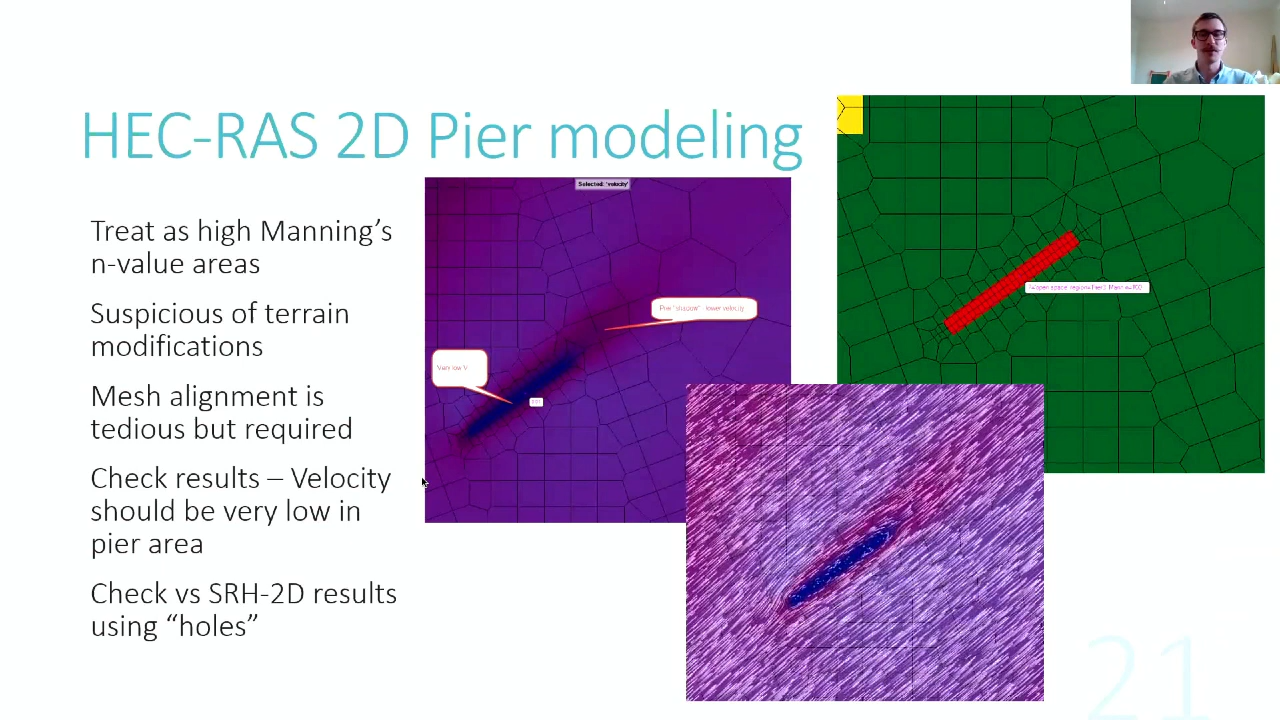 HEC-RAS 2D Pier modeling
Treat as high Manning's
n-value areas
Suspicious of terrain
modifications
Mesh alignment is
tedious but required
Check results – Velocity
should be very low in
pier area
Check vs SRH-2D results
using “holes”
Selected: 'velocity'
Pier "shadow" - lower velocity
Very low V
21